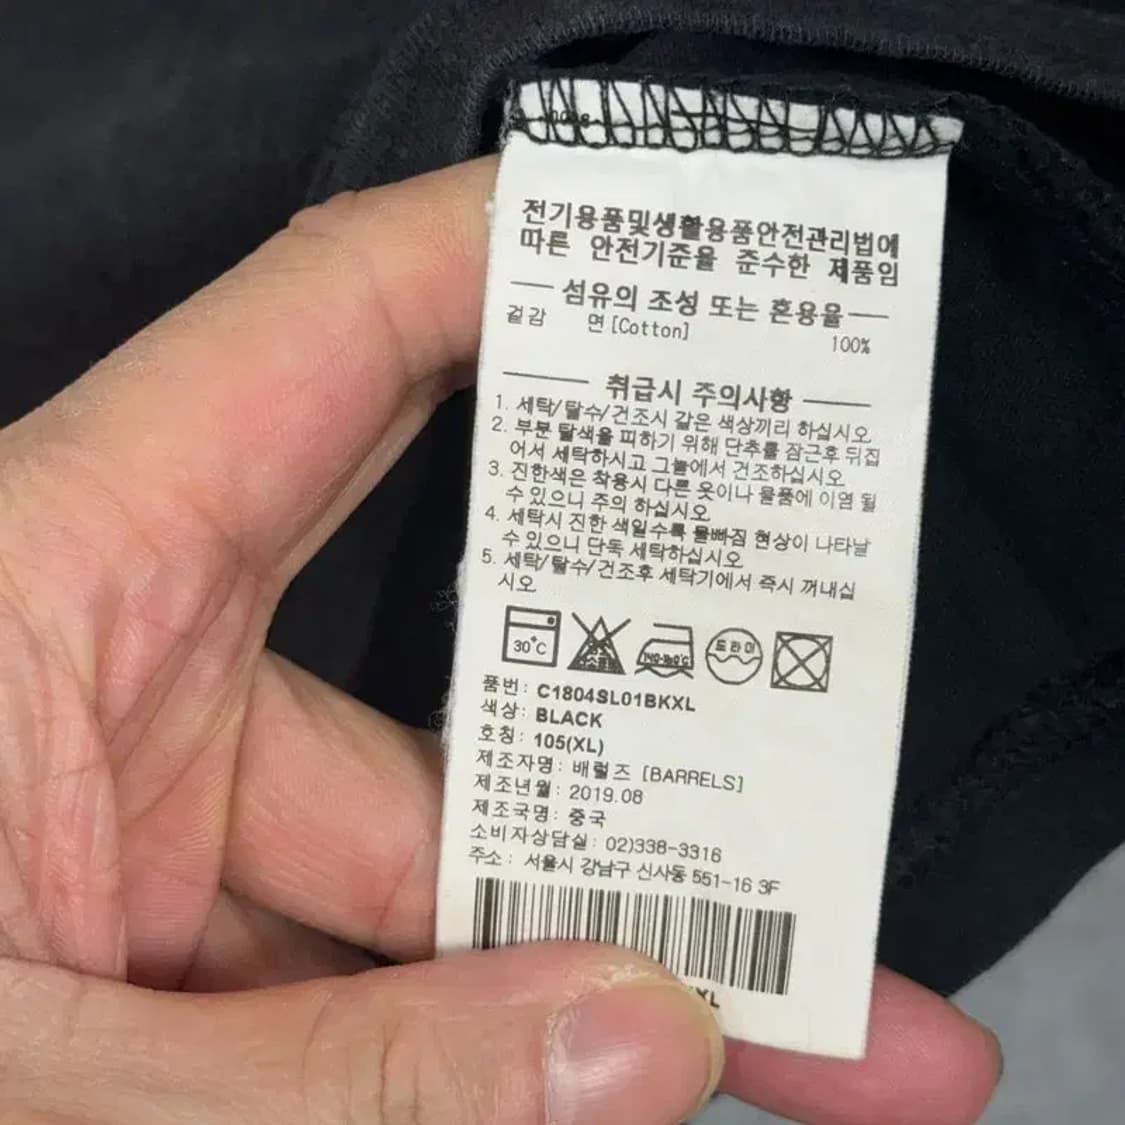 전기용품및생활용품안전관리법에
따른 안전기준을 준수한 제품임
섬유의 조성 또는 혼용율
겉감 면[Cotton] 100%
취급시 주의사항
1. 세탁/탈수/건조시 같은 색상끼리 하십시오
2. 부분 탈색을 피하기 위해 단추를 잠근후 뒤집
어서 세탁하시고 그늘에서 건조하십시오
3. 진한색은 착용시 다른 옷이나 물품에 이염 될
수 있으니 주의 하십시오
4. 세탁시 진한 색일수록 물빠짐 현상이 나타날
수 있으니 단독 세탁하십시오
5. 세탁/탈수/건조후 세탁기에서 즉시 꺼내십
시오
30℃ 드라이
품번: C1804SL01BKXL
색상: BLACK
호칭: 105(XL)
제조자명: 배럴즈 [BARRELS]
제조년월: 2019.08
제조국명: 중국
소비자상담실: 02)338-3316
주소: 서울시 강남구 신사동 551-16 3F
XL